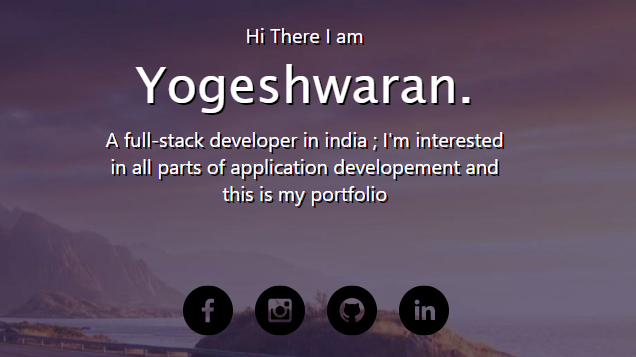 Hi There I am
Yogeshwaran.
A full-stack developer in india ; I'm interested
in all parts of application developement and
this is my portfolio